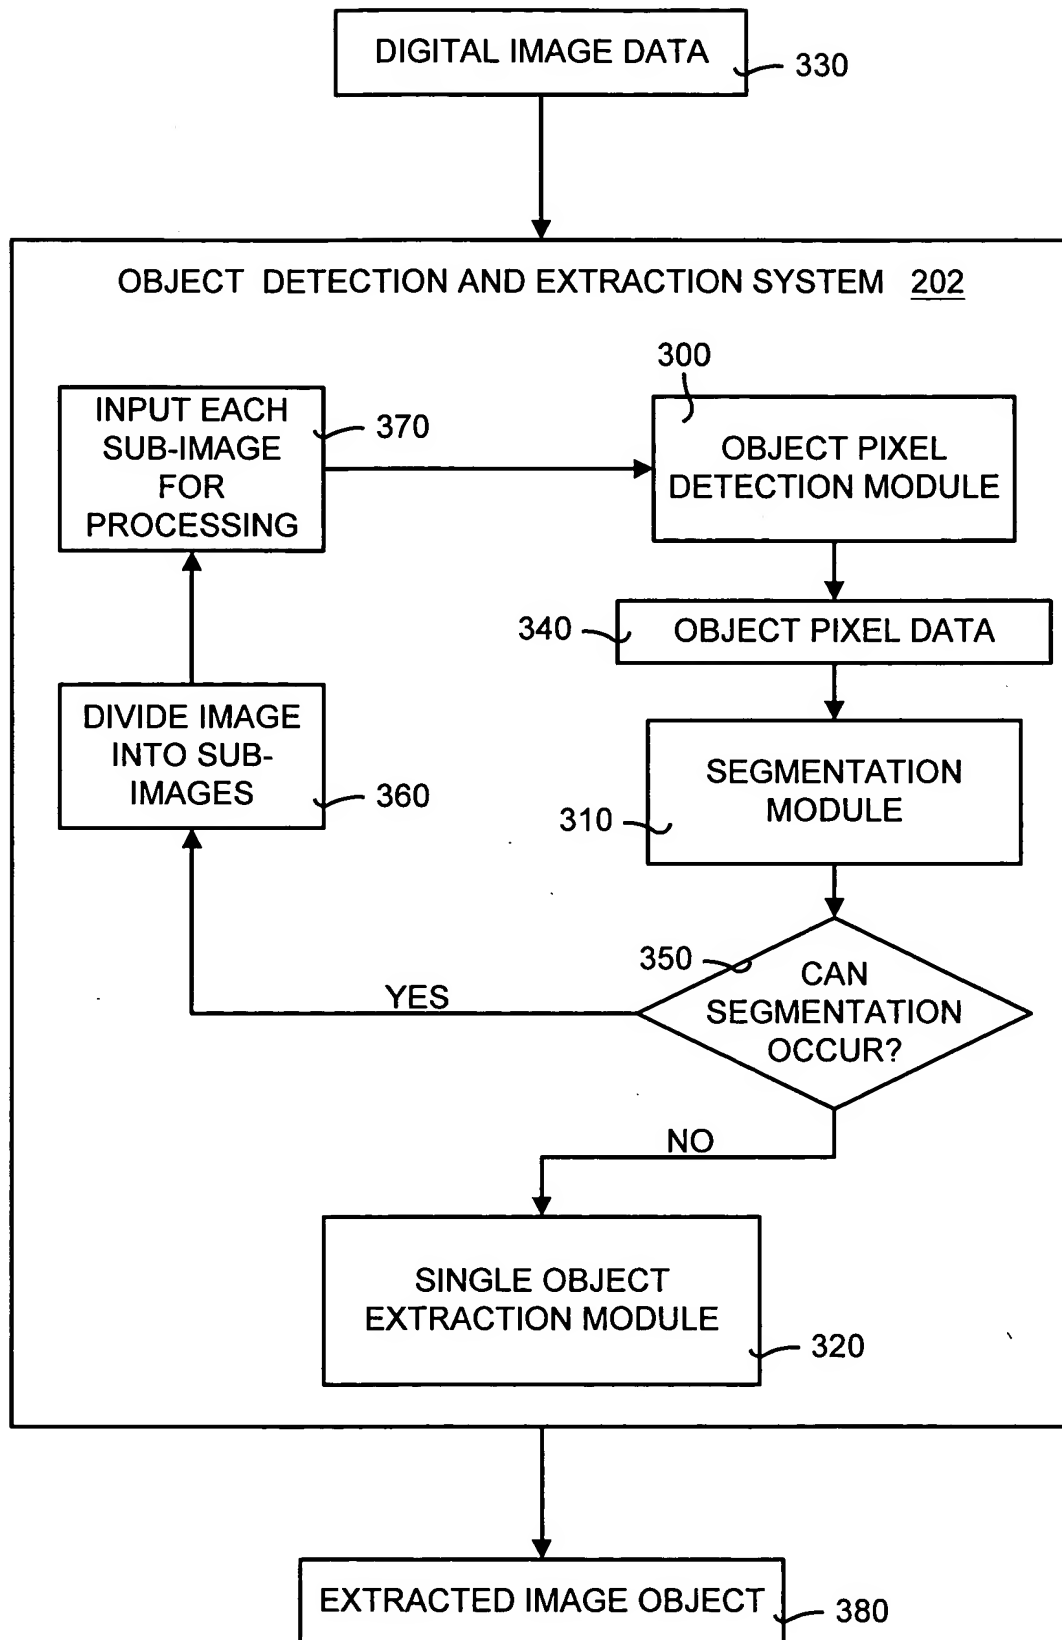 DIGITAL IMAGE DATA
330
OBJECT DETECTION AND EXTRACTION SYSTEM 202
300
INPUT EACH
SUB-IMAGE
FOR
PROCESSING
370
OBJECT PIXEL
DETECTION MODULE
340
OBJECT PIXEL DATA
DIVIDE IMAGE
INTO SUB-
IMAGES
360
SEGMENTATION
MODULE
310
350
CAN
SEGMENTATION
OCCUR?
YES
NO
SINGLE OBJECT
EXTRACTION MODULE
320
EXTRACTED IMAGE OBJECT
380